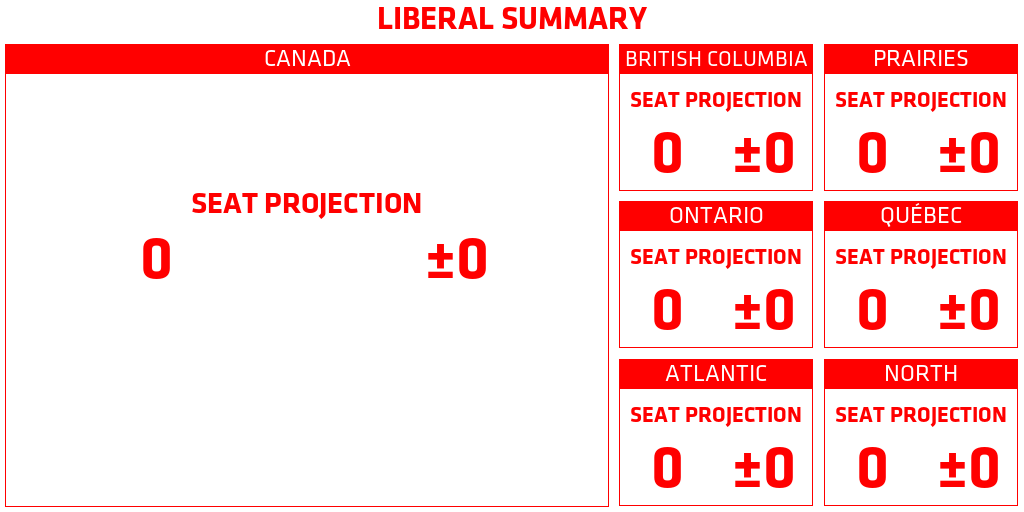 LIBERAL SUMMARY
CANADA
SEAT PROJECTION
0 ±0
BRITISH COLUMBIA
SEAT PROJECTION
0 ±0
PRAIRIES
SEAT PROJECTION
0 ±0
ONTARIO
SEAT PROJECTION
0 ±0
QUÉBEC
SEAT PROJECTION
0 ±0
ATLANTIC
SEAT PROJECTION
0 ±0
NORTH
SEAT PROJECTION
0 ±0